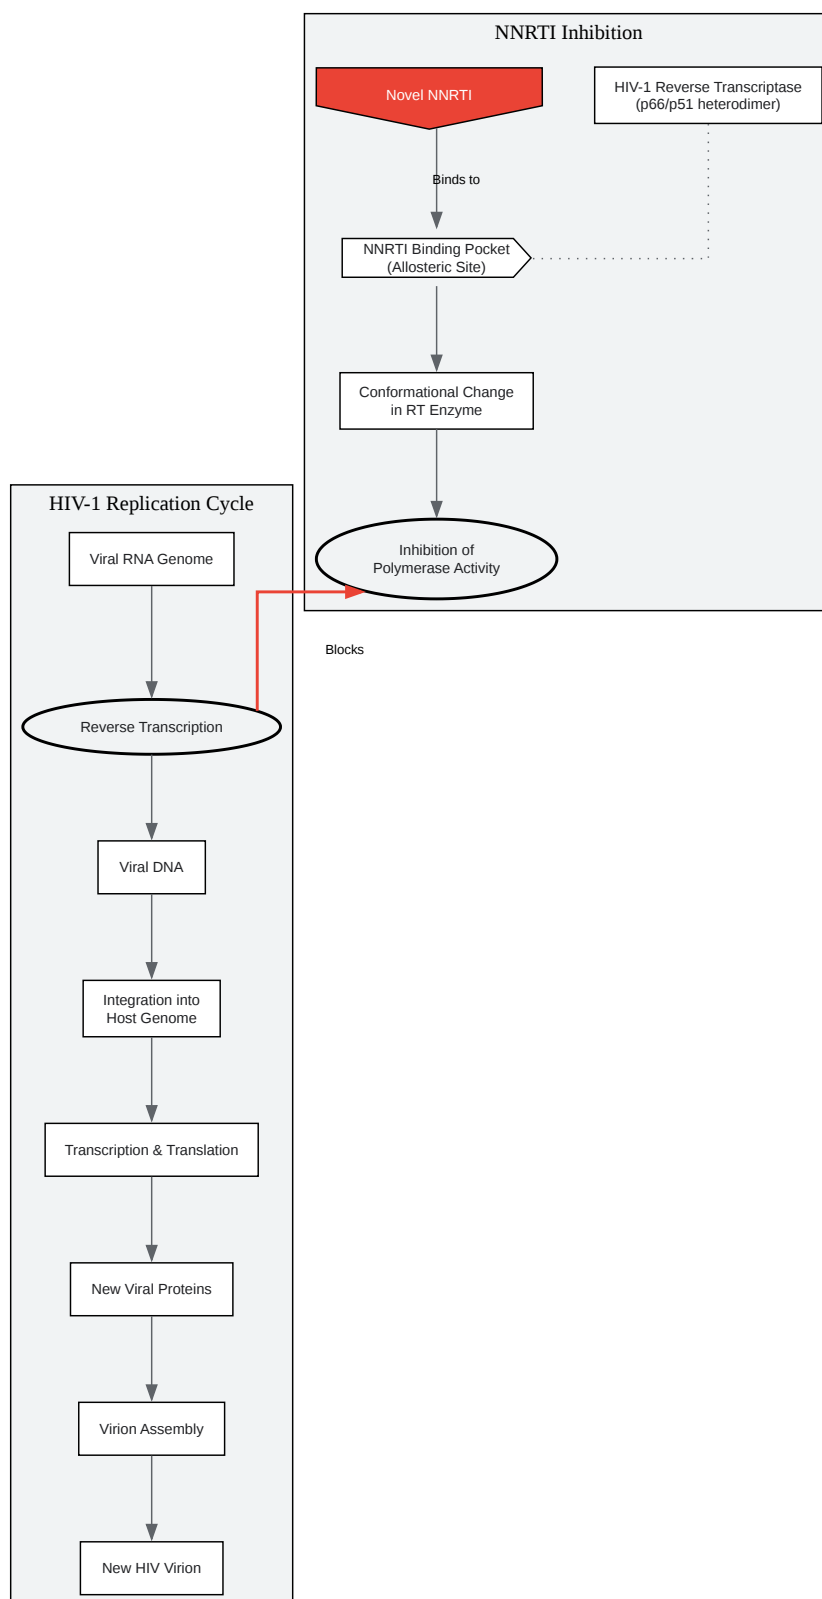 NNRTI Inhibition
Novel NNRTI
HIV-1 Reverse Transcriptase
(p66/p51 heterodimer)
Binds to
NNRTI Binding Pocket
(Allosteric Site)
Conformational Change
in RT Enzyme
Inhibition of
Polymerase Activity
Blocks
HIV-1 Replication Cycle
Viral RNA Genome
Reverse Transcription
Viral DNA
Integration into
Host Genome
Transcription & Translation
New Viral Proteins
Virion Assembly
New HIV Virion